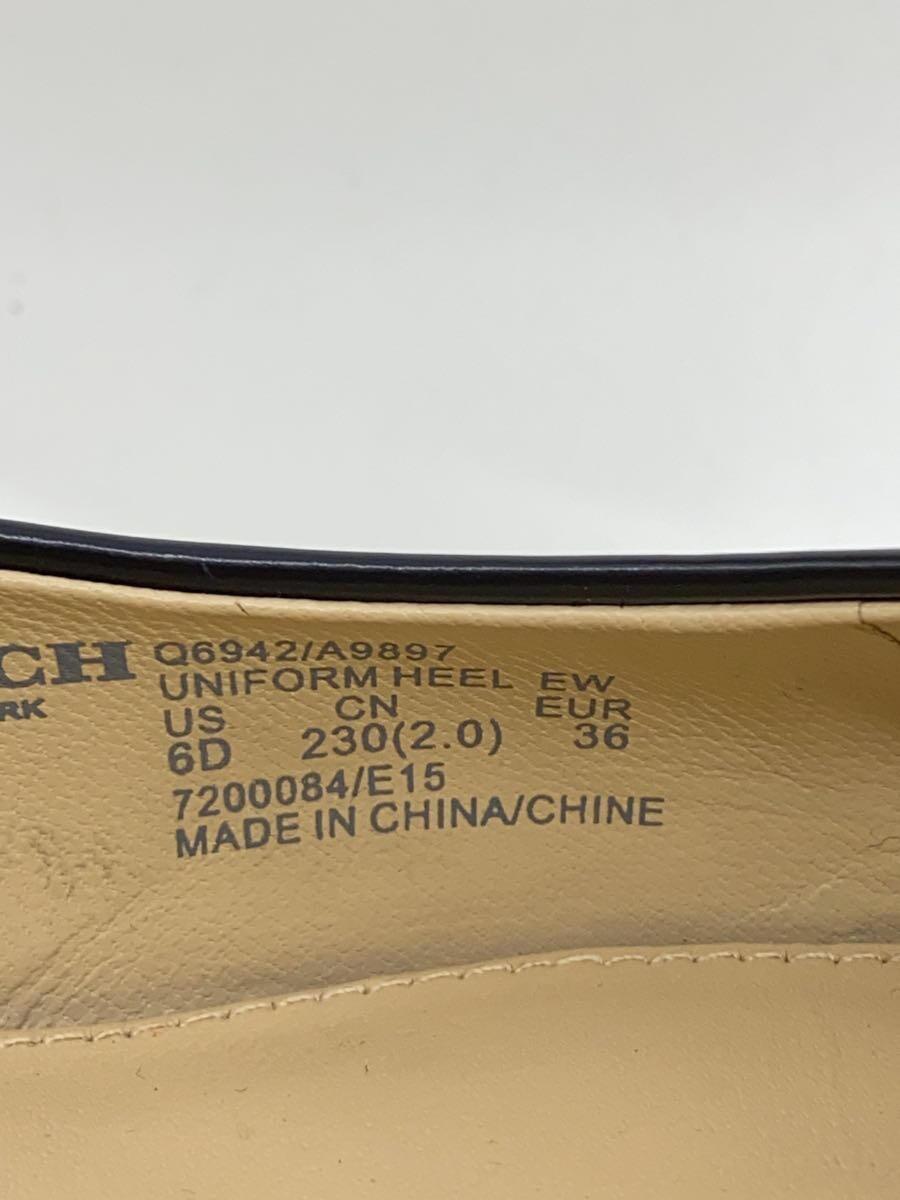 CH
RK
Q6942/A9897
UNIFORM HEEL EW
US CN EUR
6D 230(2.0) 36
7200084/E15
MADE IN CHINA/CHINE